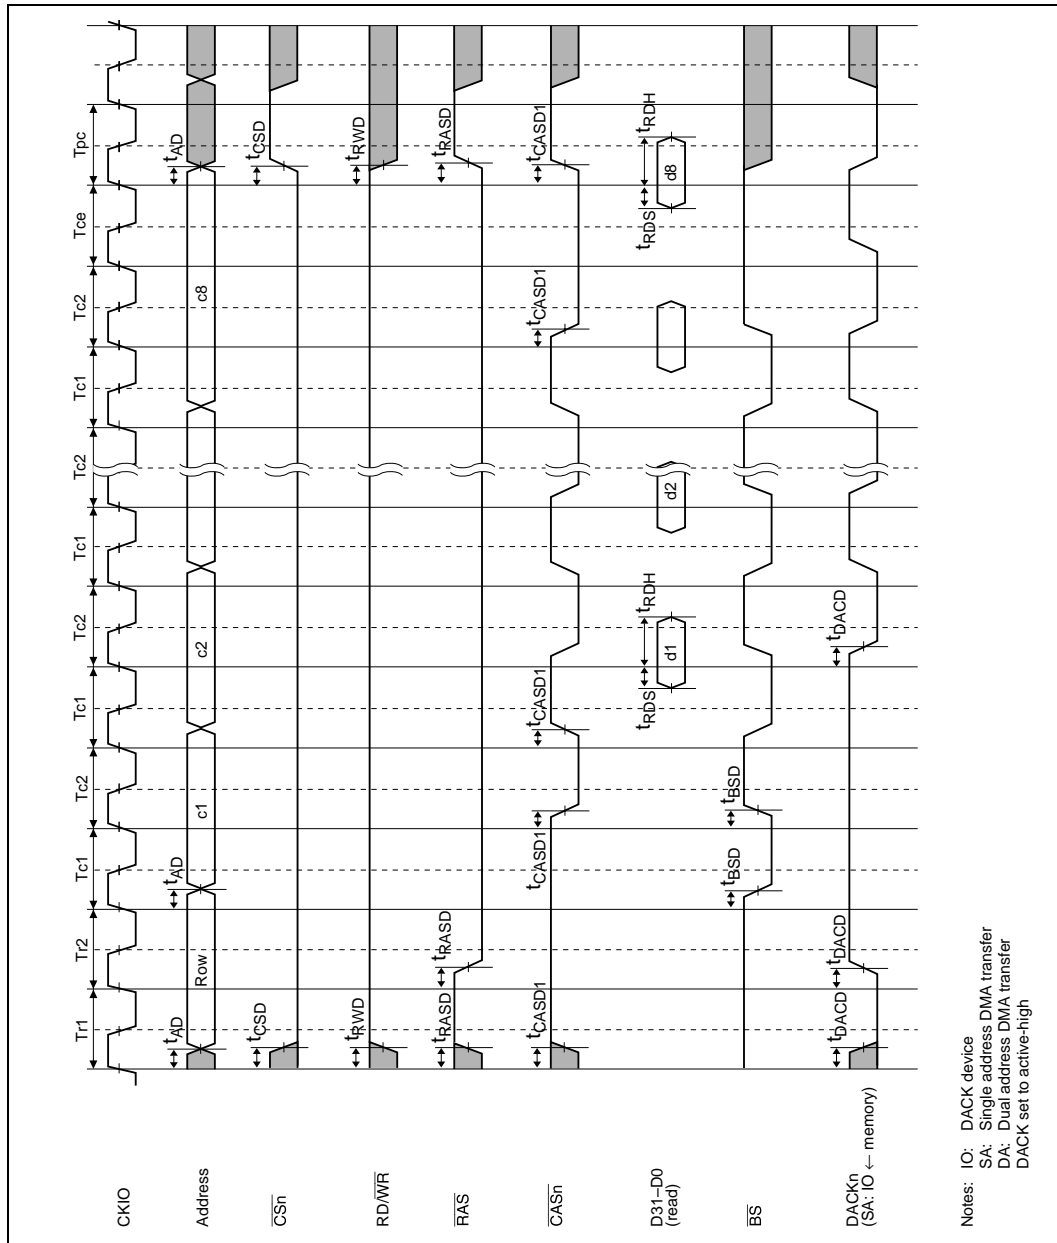 CKIO
Tr1 Tr2 Tc1 Tc2 Tc1 Tc2 Tc1 Tc2 Tc1 Tc2 Tce Tpc
Address
tAD Row tAD c1 c2 c8 tAD
CSn
tCSD tCSD
RD/WR
tRWD tRWD
RAS
tRASD tRASD tRASD
CASn
tCASD1 tCASD1 tCASD1 tCASD1 tCASD1
D31–D0
(read)
tRDS d1 tRDH d2 tRDS d8 tRDH
BS
tBSD tBSD
DACKn
(SA: IO ← memory)
tDACD tDACD tDACD
Notes: IO: DACK device
SA: Single address DMA transfer
DA: Dual address DMA transfer
DACK set to active-high